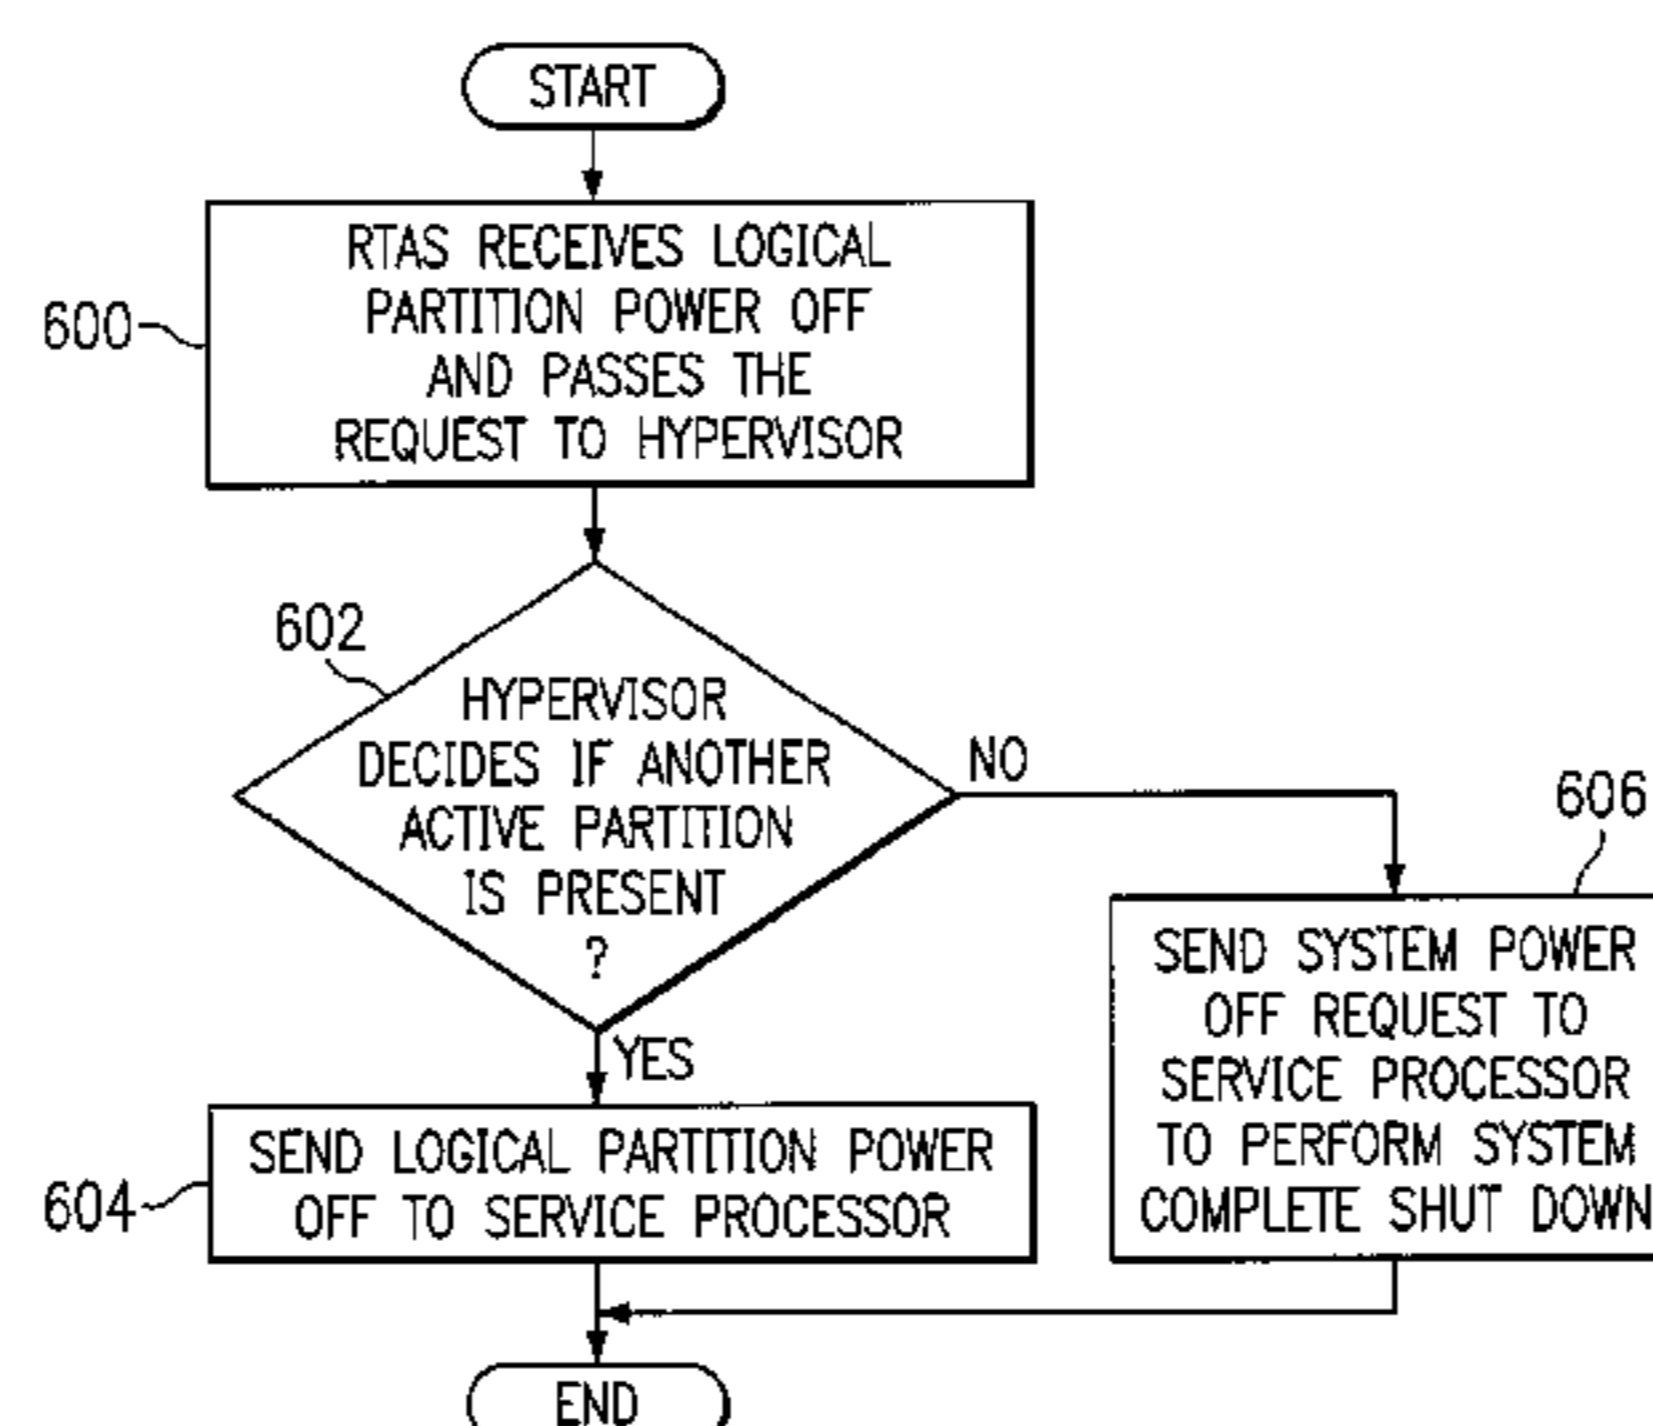 START
600
RTAS RECEIVES LOGICAL
PARTITION POWER OFF
AND PASSES THE
REQUEST TO HYPERVISOR
602
HYPERVISOR
DECIDES IF ANOTHER
ACTIVE PARTITION
IS PRESENT
?
NO
YES
606
SEND SYSTEM POWER
OFF REQUEST TO
SERVICE PROCESSOR
TO PERFORM SYSTEM
COMPLETE SHUT DOWN
604
SEND LOGICAL PARTITION POWER
OFF TO SERVICE PROCESSOR
END